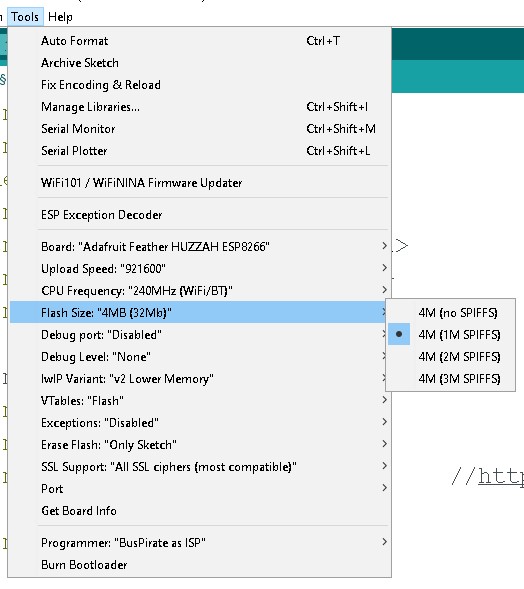 Tools Help
Auto Format Ctrl+T
Archive Sketch
Fix Encoding & Reload
Manage Libraries... Ctrl+Shift+I
Serial Monitor Ctrl+Shift+M
Serial Plotter Ctrl+Shift+L
WiFi101 / WiFiNINA Firmware Updater
ESP Exception Decoder
Board: "Adafruit Feather HUZZAH ESP8266"
Upload Speed: "921600"
CPU Frequency: "240MHz (WiFi/BT)"
Flash Size: "4MB (32Mb)"
4M (no SPIFFS)
Debug port: "Disabled"
4M (1M SPIFFS)
Debug Level: "None"
4M (2M SPIFFS)
IwIP Variant: "v2 Lower Memory"
4M (3M SPIFFS)
VTables: "Flash"
Exceptions: "Disabled"
Erase Flash: "Only Sketch"
SSL Support: "All SSL ciphers (most compatible)"
//http
Port
Get Board Info
Programmer: "BusPirate as ISP"
Burn Bootloader